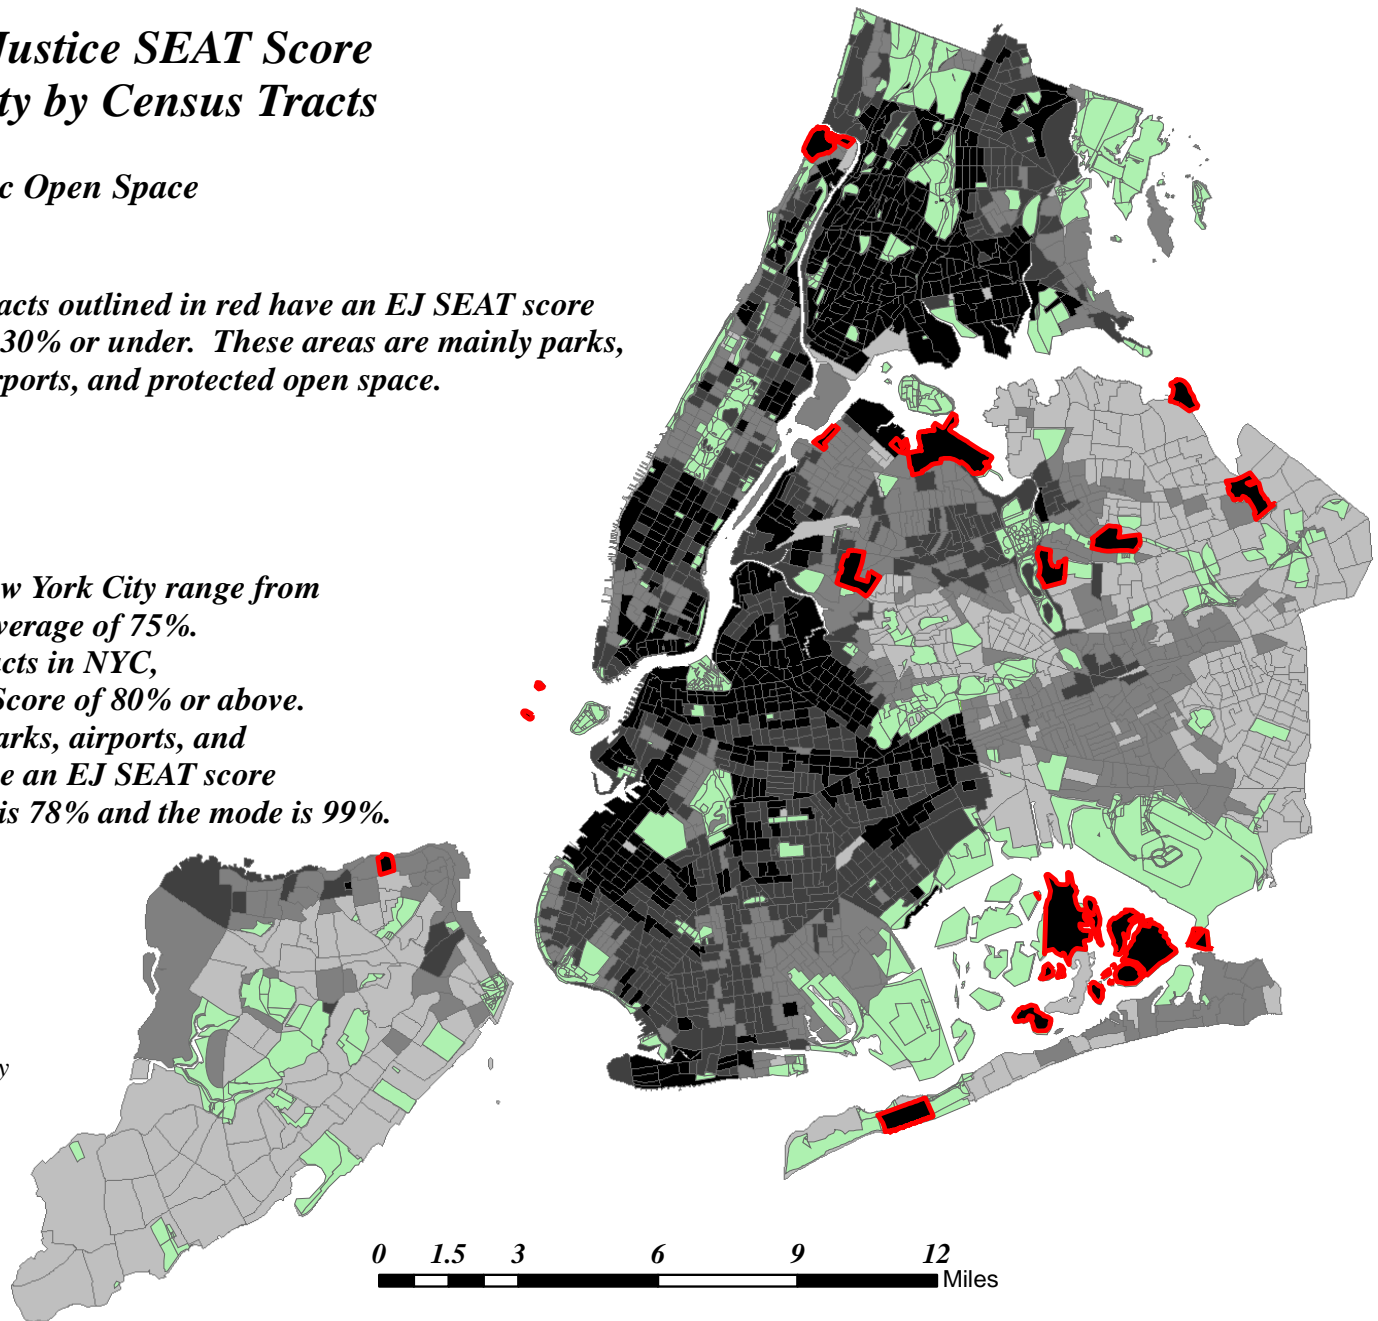 Justice SEAT Score
ty by Census Tracts
c Open Space
acts outlined in red have an EJ SEAT score
30% or under. These areas are mainly parks,
rports, and protected open space.
w York City range from
verage of 75%.
acts in NYC,
Score of 80% or above.
arks, airports, and
e an EJ SEAT score
is 78% and the mode is 99%.
y
0 1.5 3 6 9 12
Miles